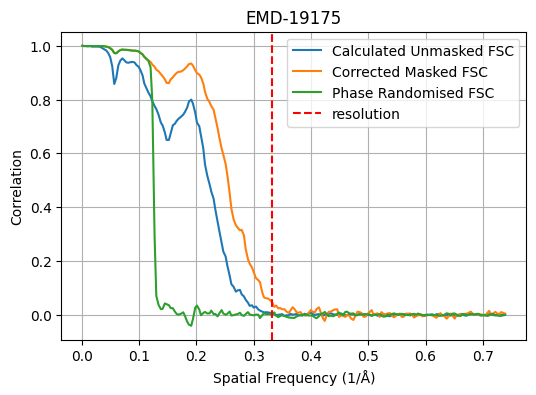 EMD-19175
Calculated Unmasked FSC
Corrected Masked FSC
Phase Randomised FSC
resolution
Correlation
1.0
0.8
0.6
0.4
0.2
0.0
0.0 0.1 0.2 0.3 0.4 0.5 0.6 0.7
Spatial Frequency (1/Å)